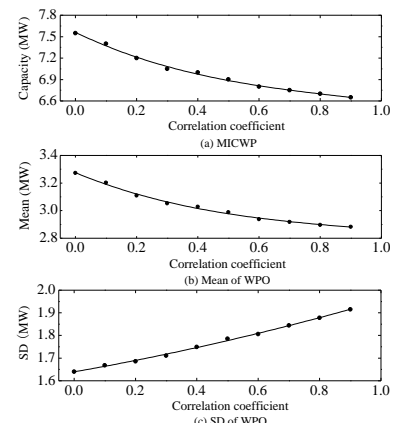 7.8
7.5
7.2
6.9
6.6
Capacity (MW)
0.0 0.2 0.4 0.6 0.8 1.0
Correlation coefficient
(a) MICWP
3.4
3.2
3.0
2.8
Mean (MW)
0.0 0.2 0.4 0.6 0.8 1.0
Correlation coefficient
(b) Mean of WPO
2.0
1.9
1.8
1.7
1.6
SD (MW)
0.0 0.2 0.4 0.6 0.8 1.0
Correlation coefficient
(c) SD of WPO